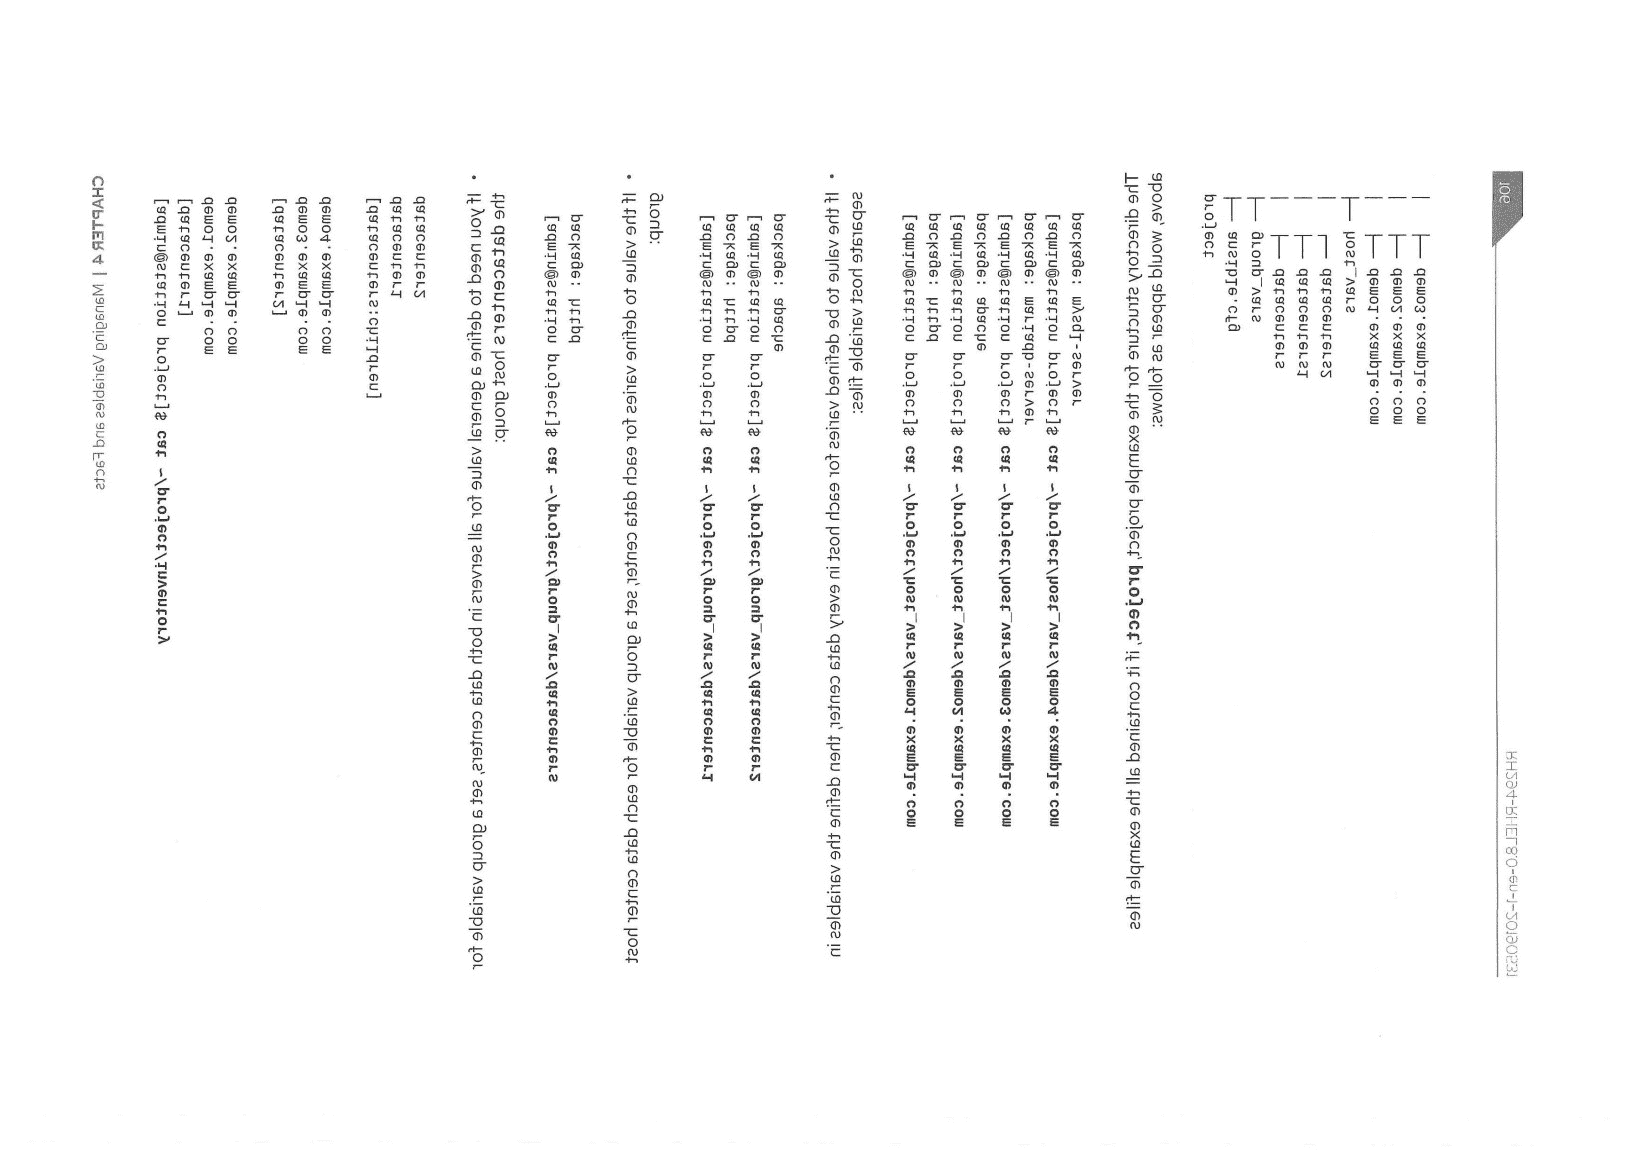 CHAPTER 4 | Managing Variables and Facts
[admin@station project]$ cat ~/project/inventory
[datacenter1]
demo1.example.com
demo2.example.com
[datacenter2]
demo3.example.com
demo4.example.com
[datacenters:children]
datacenter1
datacenter2
• If you need to define a general value for all servers in both data centers, set a group variable for
the datacenters host group:
[admin@station project]$ cat ~/project/group_vars/datacenters
package: httpd
• If the value to define varies for each data center, set a group variable for each data center host
group:
[admin@station project]$ cat ~/project/group_vars/datacenter1
package: httpd
[admin@station project]$ cat ~/project/group_vars/datacenter2
package: apache
• If the value to be defined varies for each host in every data center, then define the variables in
separate host variable files:
[admin@station project]$ cat ~/project/host_vars/demo1.example.com
package: httpd
[admin@station project]$ cat ~/project/host_vars/demo2.example.com
package: apache
[admin@station project]$ cat ~/project/host_vars/demo3.example.com
package: mariadb-server
[admin@station project]$ cat ~/project/host_vars/demo4.example.com
package: mysql-server
The directory structure for the example project, project, if it contained all the example files
above, would appear as follows:
project
├── ansible.cfg
├── group_vars
│   ├── datacenters
│   ├── datacenters1
│   └── datacenters2
├── host_vars
│   ├── demo1.example.com
│   ├── demo2.example.com
│   ├── demo3.example.com
106
RH294-RHEL8.0-en-1-20190531